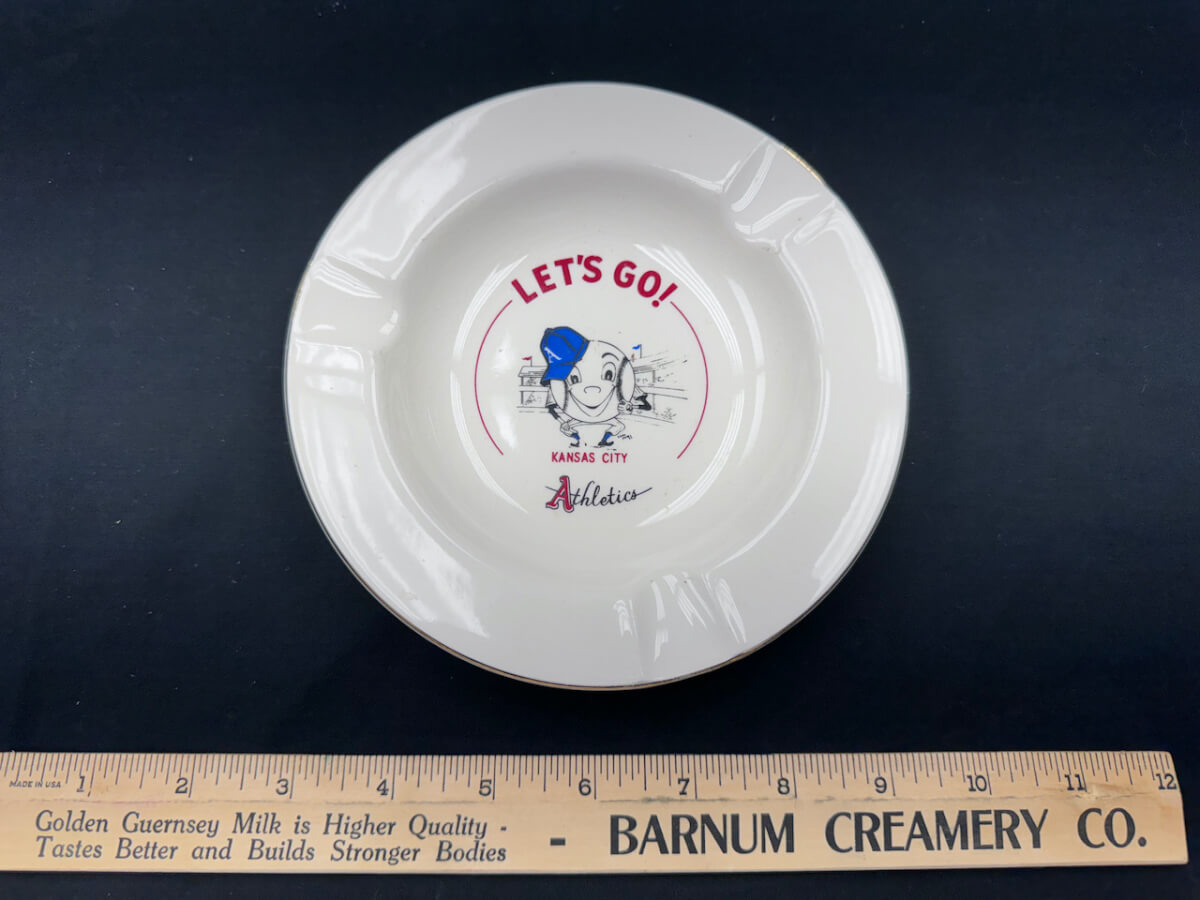 LET'S GO!
KANSAS CITY
Athletics
MADE IN USA
1 2 3 4 5 6 7 8 9 10 11 12
Golden Guernsey Milk is Higher Quality -
Tastes Better and Builds Stronger Bodies
- BARNUM CREAMERY CO.